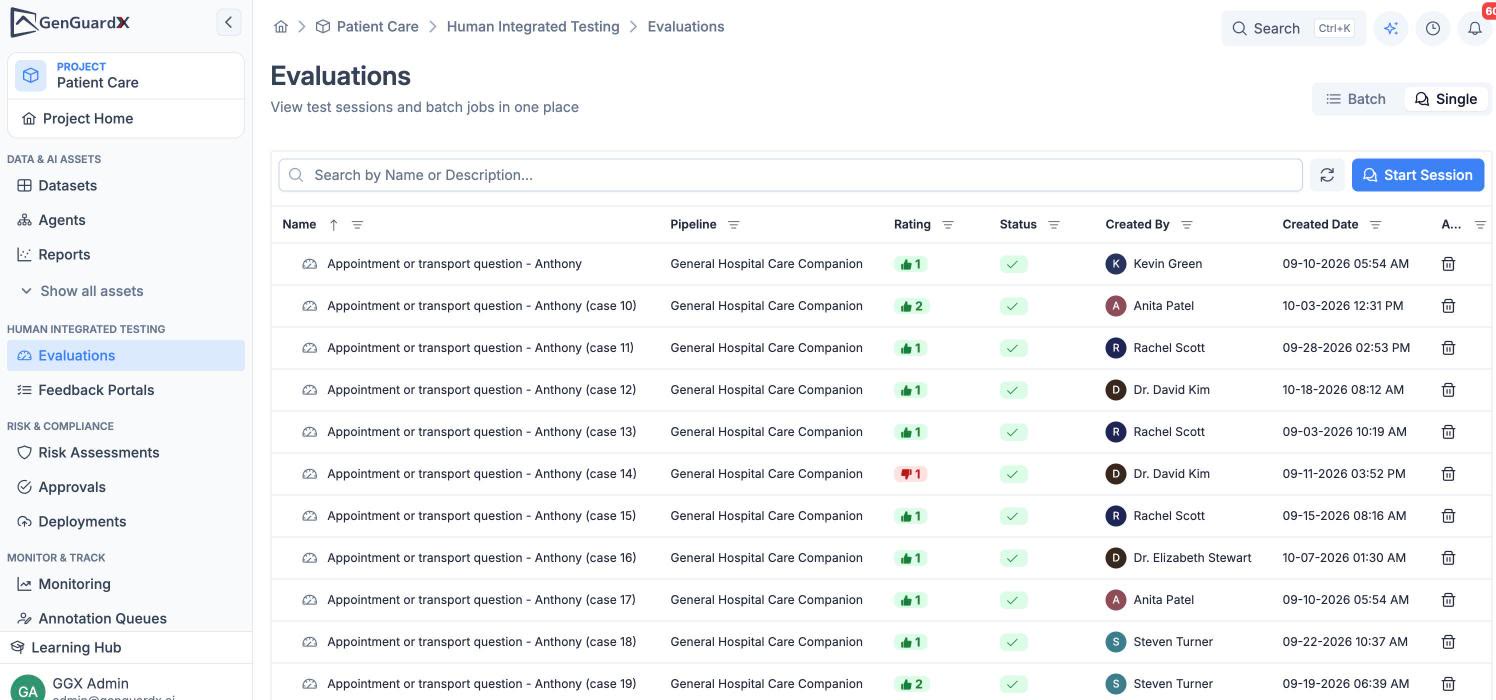 GenGuardX
PROJECT
Patient Care
Project Home
DATA & AI ASSETS
Datasets
Agents
Reports
Show all assets
HUMAN INTEGRATED TESTING
Evaluations
Feedback Portals
RISK & COMPLIANCE
Risk Assessments
Approvals
Deployments
MONITOR & TRACK
Monitoring
Annotation Queues
Learning Hub
GA GGX Admin
Patient Care Human Integrated Testing Evaluations
Search Ctrl+K
60
Evaluations
View test sessions and batch jobs in one place
Batch Single
Search by Name or Description...
Start Session
Name Pipeline Rating Status Created By Created Date A...
Appointment or transport question - Anthony General Hospital Care Companion 1 K Kevin Green 09-10-2026 05:54 AM
Appointment or transport question - Anthony (case 10) General Hospital Care Companion 2 A Anita Patel 10-03-2026 12:31 PM
Appointment or transport question - Anthony (case 11) General Hospital Care Companion 1 R Rachel Scott 09-28-2026 02:53 PM
Appointment or transport question - Anthony (case 12) General Hospital Care Companion 1 D Dr. David Kim 10-18-2026 08:12 AM
Appointment or transport question - Anthony (case 13) General Hospital Care Companion 1 R Rachel Scott 09-03-2026 10:19 AM
Appointment or transport question - Anthony (case 14) General Hospital Care Companion 1 D Dr. David Kim 09-11-2026 03:52 PM
Appointment or transport question - Anthony (case 15) General Hospital Care Companion 1 R Rachel Scott 09-15-2026 08:16 AM
Appointment or transport question - Anthony (case 16) General Hospital Care Companion 1 D Dr. Elizabeth Stewart 10-07-2026 01:30 AM
Appointment or transport question - Anthony (case 17) General Hospital Care Companion 1 A Anita Patel 09-10-2026 05:54 AM
Appointment or transport question - Anthony (case 18) General Hospital Care Companion 1 S Steven Turner 09-22-2026 10:37 AM
Appointment or transport question - Anthony (case 19) General Hospital Care Companion 2 S Steven Turner 09-19-2026 06:39 AM